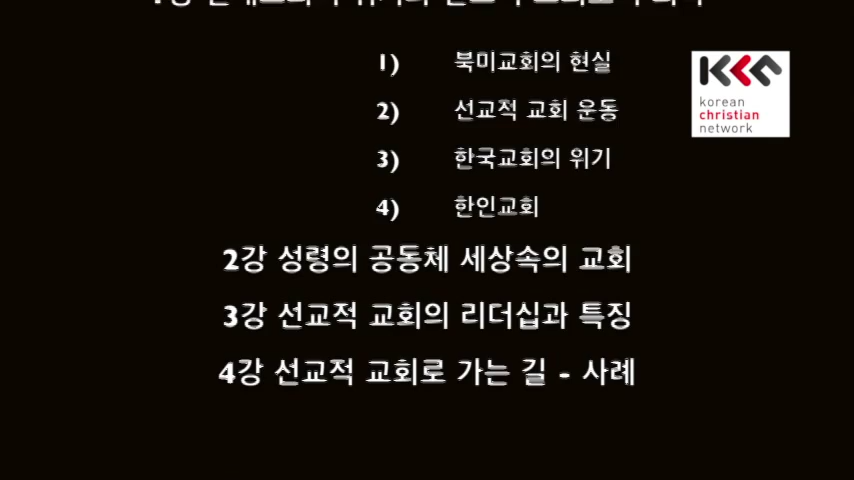 1) 북미교회의 현실
2) 선교적 교회 운동
3) 한국교회의 위기
4) 한인교회
2강 성령의 공동체 세상속의 교회
3강 선교적 교회의 리더십과 특징
4강 선교적 교회로 가는 길 - 사례
korean
christian
network